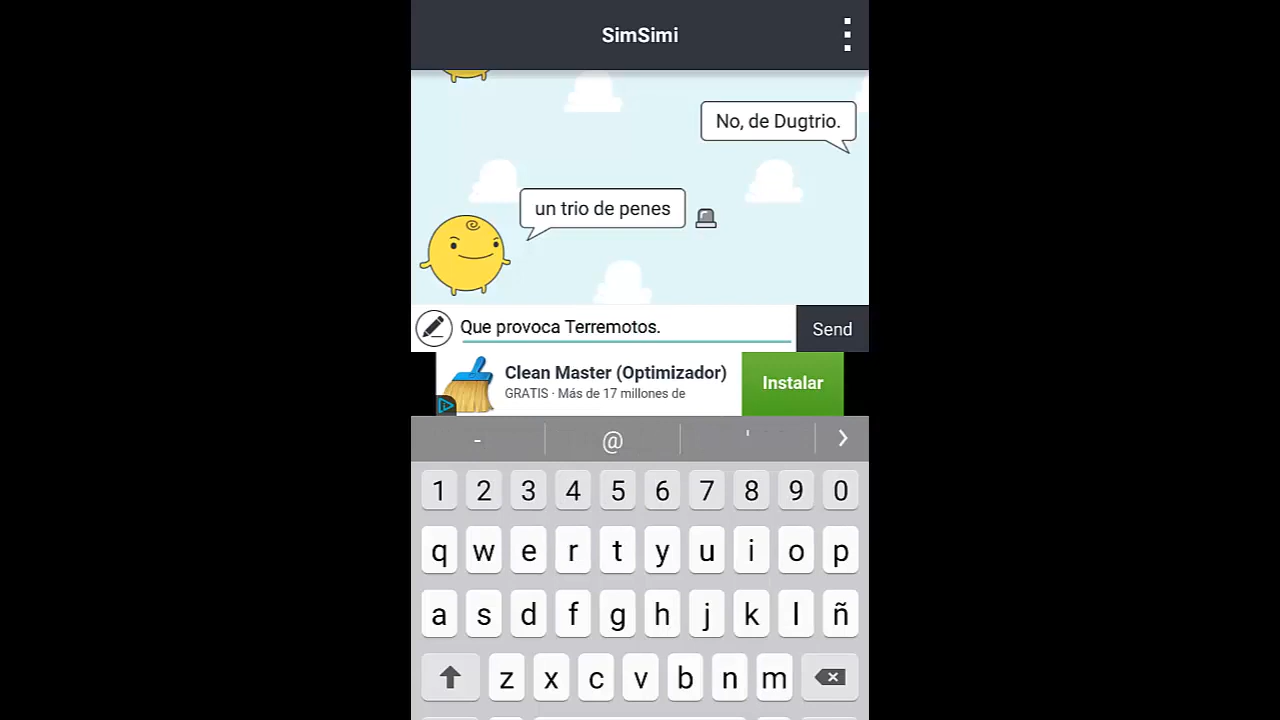 SimSimi
No, de Dugtrio.
un trio de penes
Que provoca Terremotos.
Send
Clean Master (Optimizador)
GRATIS · Más de 17 millones de
Instalar
- @ '
1 2 3 4 5 6 7 8 9 0
q w e r t y u i o p
a s d f g h j k l ñ
z x c v b n m